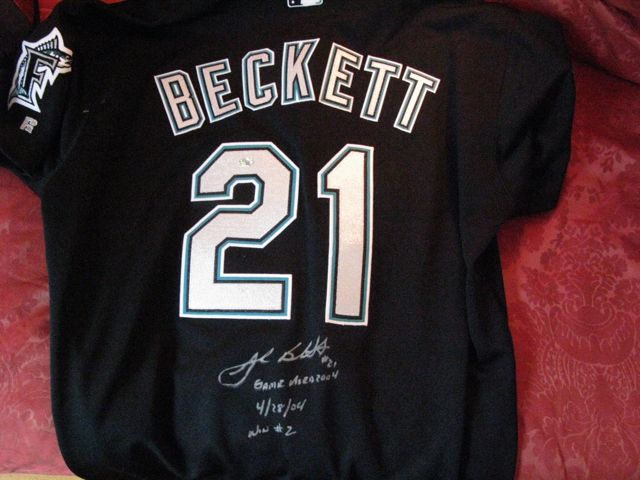 F
BECKETT
21
#21
GAME USED 2004
4/28/04
WIN #2